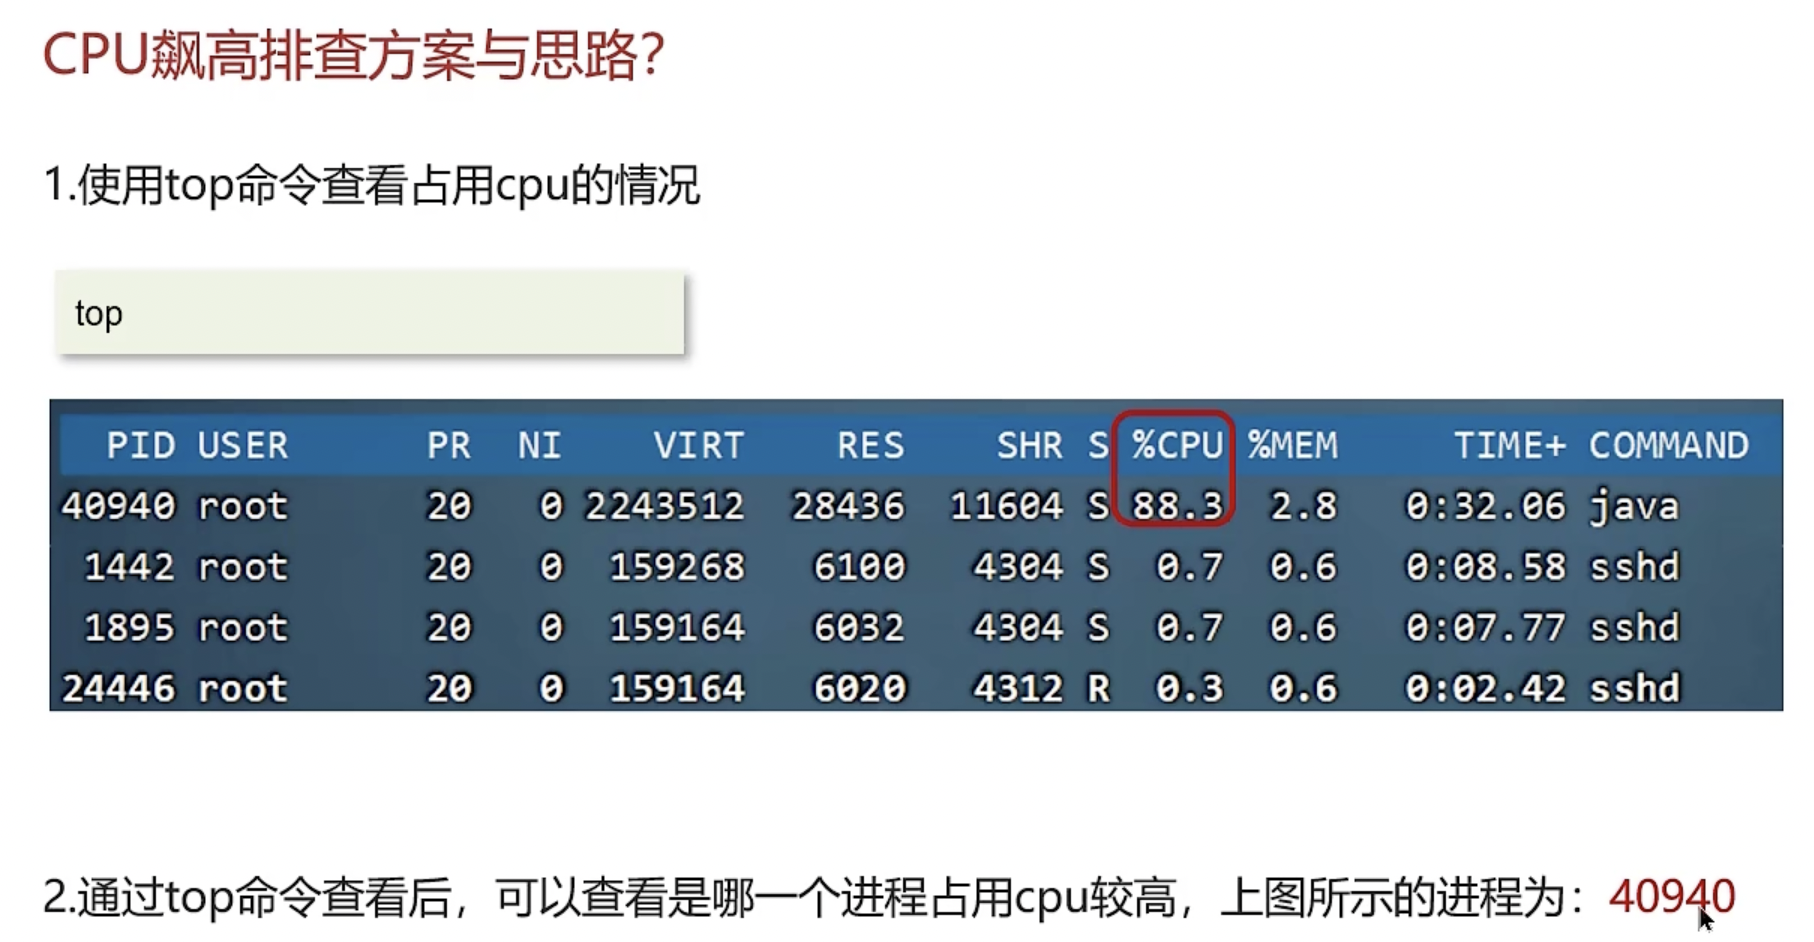 CPU飙高排查方案与思路?
1.使用top命令查看占用cpu的情况
top
PID USER PR NI VIRT RES SHR S %CPU %MEM TIME+ COMMAND
40940 root 20 0 2243512 28436 11604 S 88.3 2.8 0:32.06 java
1442 root 20 0 159268 6100 4304 S 0.7 0.6 0:08.58 sshd
1895 root 20 0 159164 6032 4304 S 0.7 0.6 0:07.77 sshd
24446 root 20 0 159164 6020 4312 R 0.3 0.6 0:02.42 sshd
2.通过top命令查看后，可以查看是哪一个进程占用cpu较高，上图所示的进程为：40940